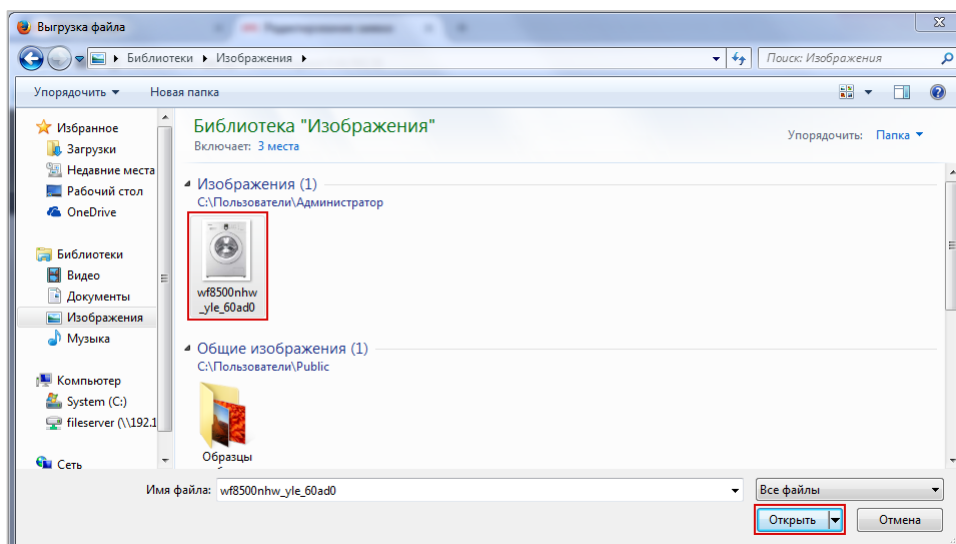 Выгрузка файла
Библиотеки
Изображения
Поиск: Изображения
Упорядочить
Новая папка
Избранное
Загрузки
Недавние места
Рабочий стол
OneDrive
Библиотеки
Видео
Документы
Изображения
Музыка
Компьютер
System (C:)
fileserver (\\192.1
Сеть
Библиотека "Изображения"
Включает: 3 места
Упорядочить: Папка
Изображения (1)
C:\Пользователи\Администратор
wf8500nhw
_yle_60ad0
Общие изображения (1)
C:\Пользователи\Public
Образцы
Имя файла: wf8500nhw_yle_60ad0
Все файлы
Открыть
Отмена